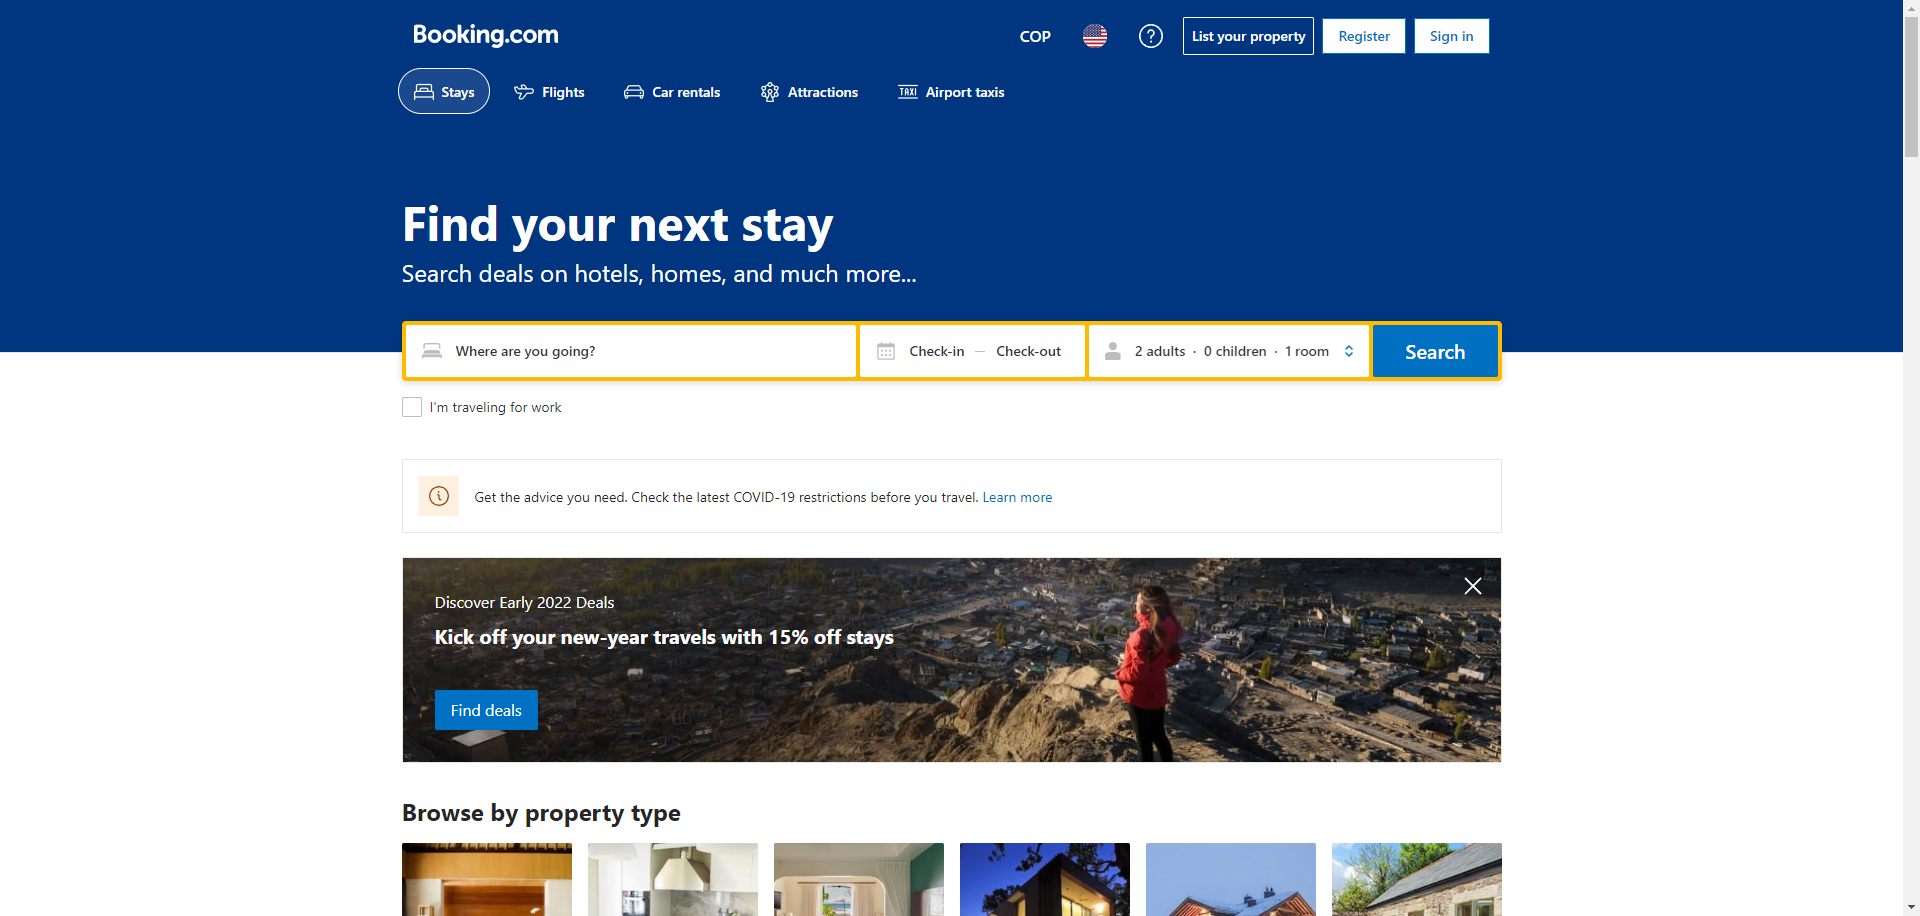 Booking.com
COP
List your property
Register
Sign in
Stays
Flights
Car rentals
Attractions
TAXI Airport taxis
Find your next stay
Search deals on hotels, homes, and much more...
Where are you going?
Check-in — Check-out
2 adults · 0 children · 1 room
Search
I'm traveling for work
Get the advice you need. Check the latest COVID-19 restrictions before you travel. Learn more
Discover Early 2022 Deals
Kick off your new-year travels with 15% off stays
Find deals
Browse by property type